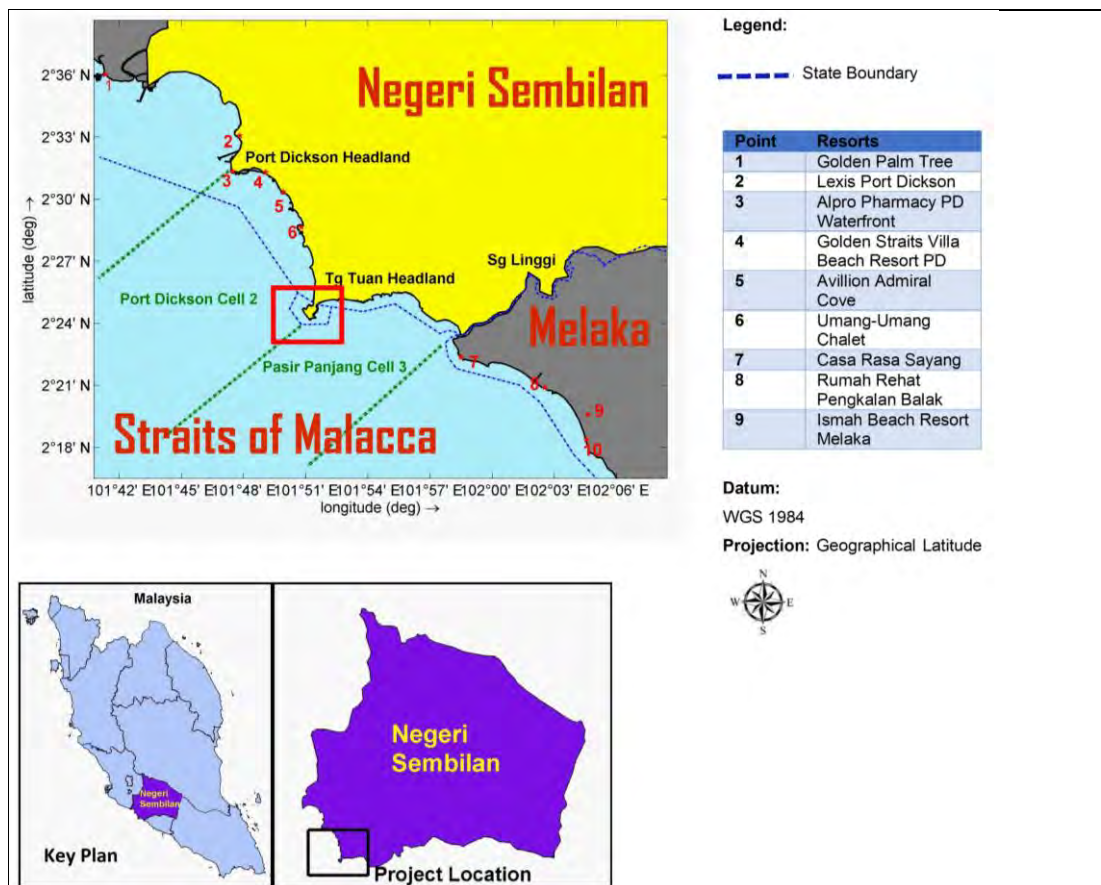 Legend:
State Boundary
Negeri Sembilan
Straits of Malacca
Melaka
Port Dickson Headland
Tg Tuan Headland
Sg Linggi
Port Dickson Cell 2
Pasir Panjang Cell 3
1
2
3
4
5
6
7
8
9
10
latitude (deg) →
2°36' N
2°33' N
2°30' N
2°27' N
2°24' N
2°21' N
2°18' N
101°42' E101°45' E101°48' E101°51' E101°54' E101°57' E102°00' E102°03' E102°06' E
longitude (deg) →
Point Resorts
1 Golden Palm Tree
2 Lexis Port Dickson
3 Alpro Pharmacy PD
Waterfront
4 Golden Straits Villa
Beach Resort PD
5 Avillion Admiral
Cove
6 Umang-Umang
Chalet
7 Casa Rasa Sayang
8 Rumah Rehat
Pengkalan Balak
9 Ismah Beach Resort
Melaka
Datum:
WGS 1984
Projection: Geographical Latitude
N
W E
S
Malaysia
Negeri
Sembilan
Key Plan
Negeri
Sembilan
Project Location